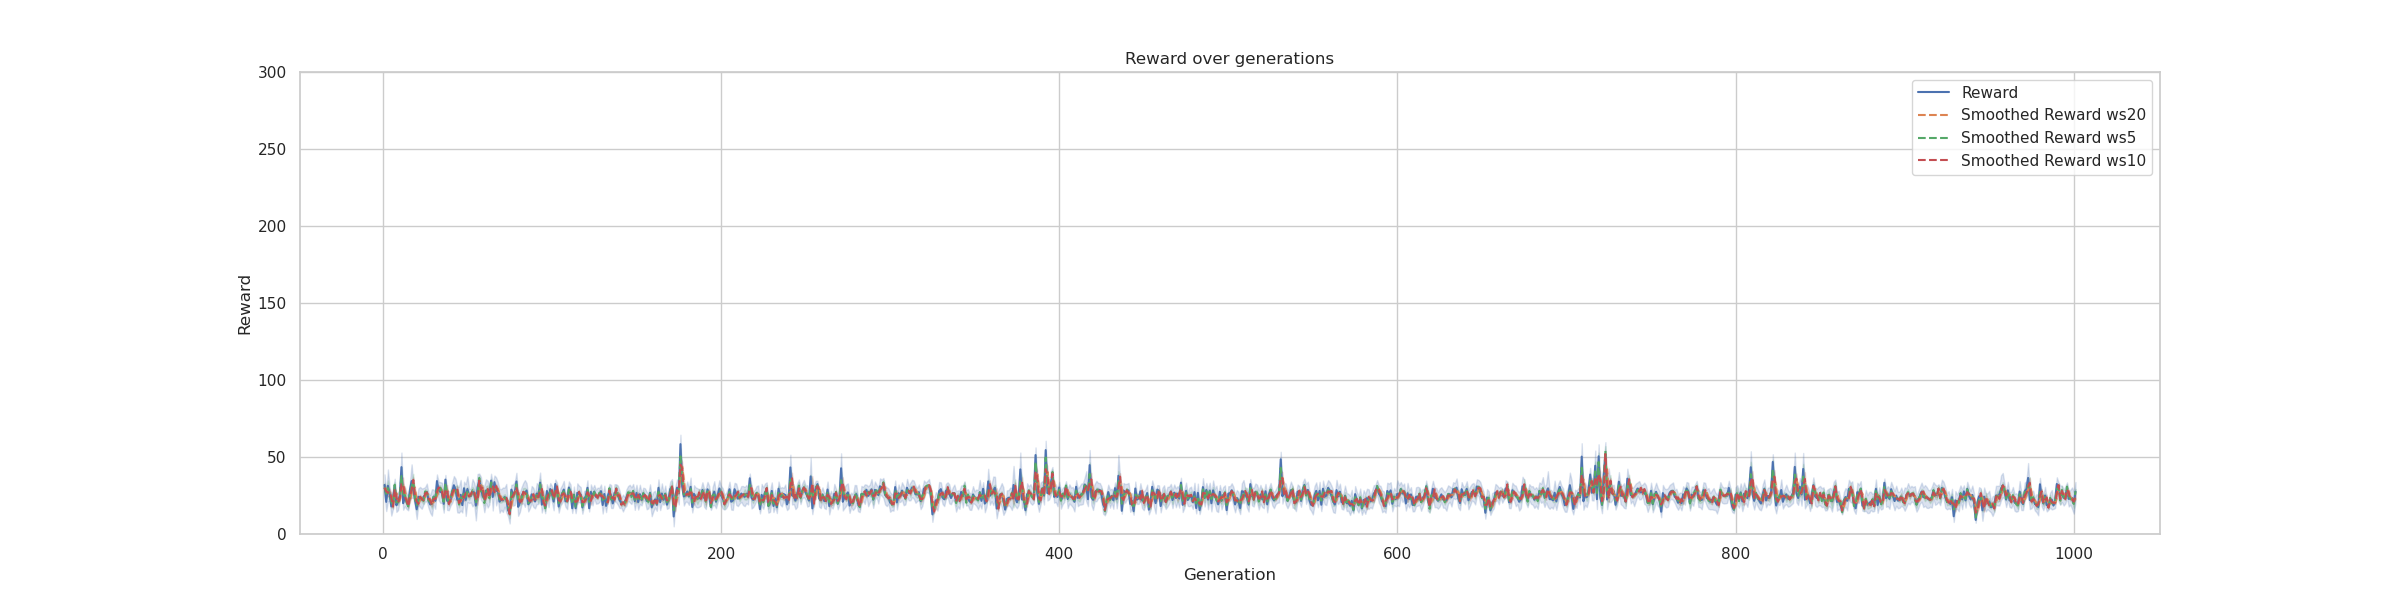 Reward over generations
300
250
200
150
100
50
0
Reward
Reward
Smoothed Reward ws20
Smoothed Reward ws5
Smoothed Reward ws10
0 200 400 600 800 1000
Generation